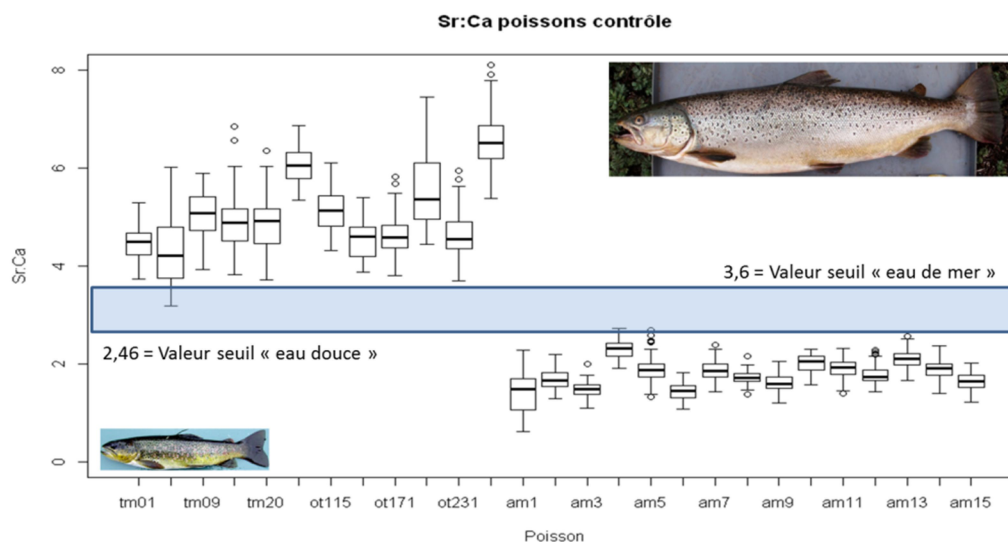 Sr:Ca poissons contrôle
8
6
4
2
0
Sr:Ca
3,6 = Valeur seuil « eau de mer »
2,46 = Valeur seuil « eau douce »
tm01 tm09 tm20 ot115 ot171 ot231 am1 am3 am5 am7 am9 am11 am13 am15
Poisson